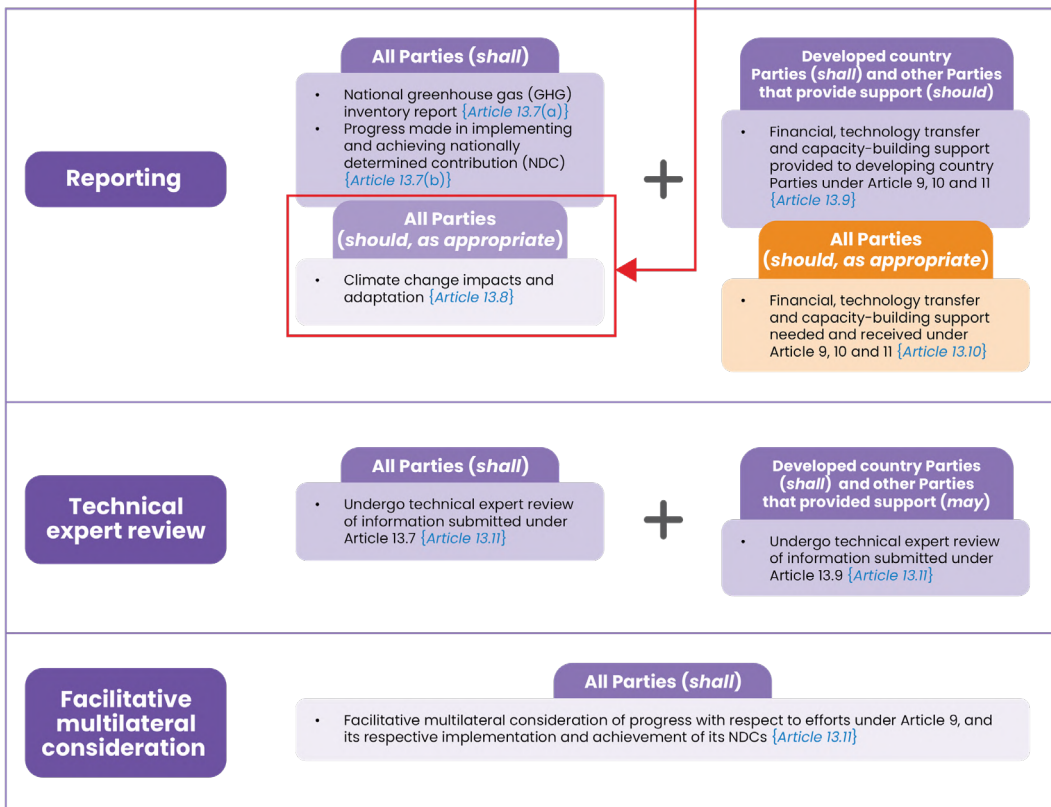 Reporting
All Parties (shall)
• National greenhouse gas (GHG)
inventory report {Article 13.7(a)}
• Progress made in implementing
and achieving nationally
determined contribution (NDC)
{Article 13.7(b)}
All Parties
(should, as appropriate)
• Climate change impacts and
adaptation {Article 13.8}
+
Developed country
Parties (shall) and other Parties
that provide support (should)
• Financial, technology transfer
and capacity-building support
provided to developing country
Parties under Article 9, 10 and 11
{Article 13.9}
All Parties
(should, as appropriate)
• Financial, technology transfer
and capacity-building support
needed and received under
Article 9, 10 and 11 {Article 13.10}
Technical
expert review
All Parties (shall)
• Undergo technical expert review
of information submitted under
Article 13.7 {Article 13.11}
+
Developed country Parties
(shall) and other Parties
that provided support (may)
• Undergo technical expert review
of information submitted under
Article 13.9 {Article 13.11}
Facilitative
multilateral
consideration
All Parties (shall)
• Facilitative multilateral consideration of progress with respect to efforts under Article 9, and
its respective implementation and achievement of its NDCs {Article 13.11}